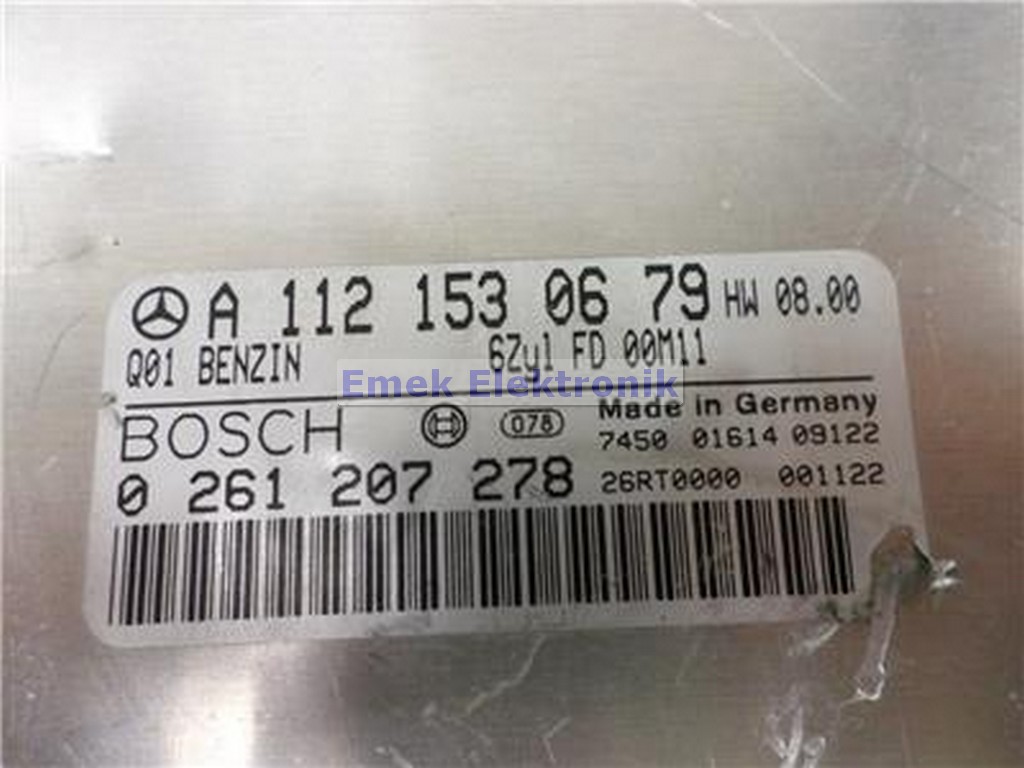 A 112 153 06 79 HW 08.00
Q01 BENZIN 6Zyl FD 00M11
Emek Elektronik
BOSCH 078 Made in Germany
7450 01614 09122
0 261 207 278 26RT0000 001122